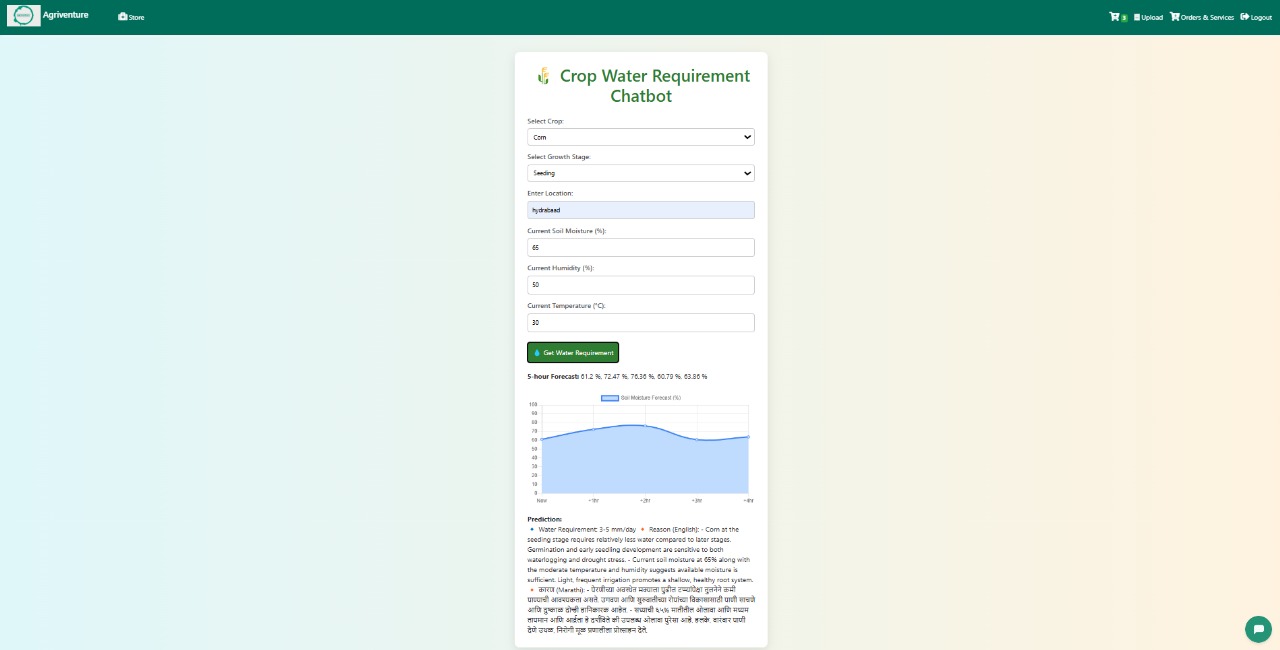 Agriventure
Store
3
Upload
Orders & Services
Logout
Crop Water Requirement
Chatbot
Select Crop:
Corn
Select Growth Stage:
Seeding
Enter Location:
hydrabaad
Current Soil Moisture (%):
65
Current Humidity (%):
50
Current Temperature (°C):
30
Get Water Requirement
5-hour Forecast: 61.2 %, 72.47 %, 76.36 %, 60.79 %, 63.86 %
Soil Moisture Forecast (%)
100
90
80
70
60
50
40
30
20
10
0
Now +1hr +2hr +3hr +4hr
Prediction:
🔹 Water Requirement: 3-5 mm/day 🔸 Reason (English): - Corn at the
seeding stage requires relatively less water compared to later stages.
Germination and early seedling development are sensitive to both
waterlogging and drought stress. - Current soil moisture at 65% along with
the moderate temperature and humidity suggests available moisture is
sufficient. Light, frequent irrigation promotes a shallow, healthy root system.
🔸 कारण (Marathi): - पेरणीच्या अवस्थेत मक्याला पुढील टप्प्यांपेक्षा तुलनेने कमी
पाण्याची आवश्यकता असते. उगवण आणि सुरुवातीच्या रोपांच्या विकासासाठी पाणी साचणे
आणि दुष्काळ दोन्ही हानिकारक आहेत. - सध्याची ६५% मातीतील ओलावा आणि मध्यम
तापमान आणि आर्द्रता हे दर्शविते की उपलब्ध ओलावा पुरेसा आहे. हलके, वारंवार पाणी
देणे उथळ, निरोगी मूळ प्रणालीला प्रोत्साहन देते.